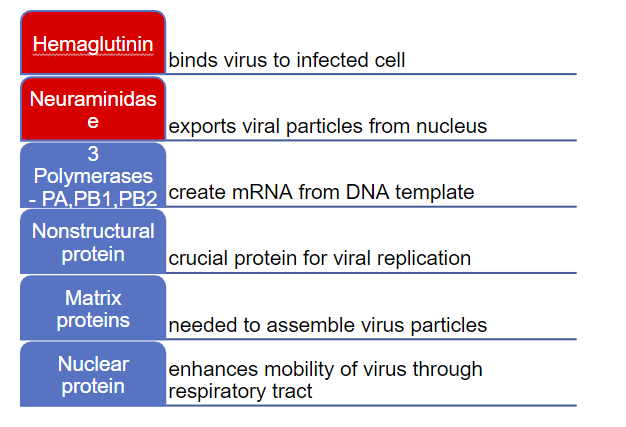 Hemaglutinin
binds virus to infected cell
Neuraminidas
e
exports viral particles from nucleus
3
Polymerases
- PA,PB1,PB2
create mRNA from DNA template
Nonstructural
protein
crucial protein for viral replication
Matrix
proteins
needed to assemble virus particles
Nuclear
protein
enhances mobility of virus through
respiratory tract